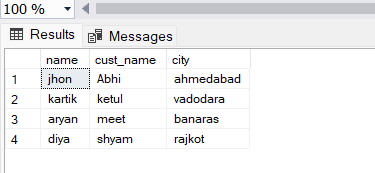 100 %
Results Messages
name cust_name city
1 jhon Abhi ahmedabad
2 kartik ketul vadodara
3 aryan meet banaras
4 diya shyam rajkot